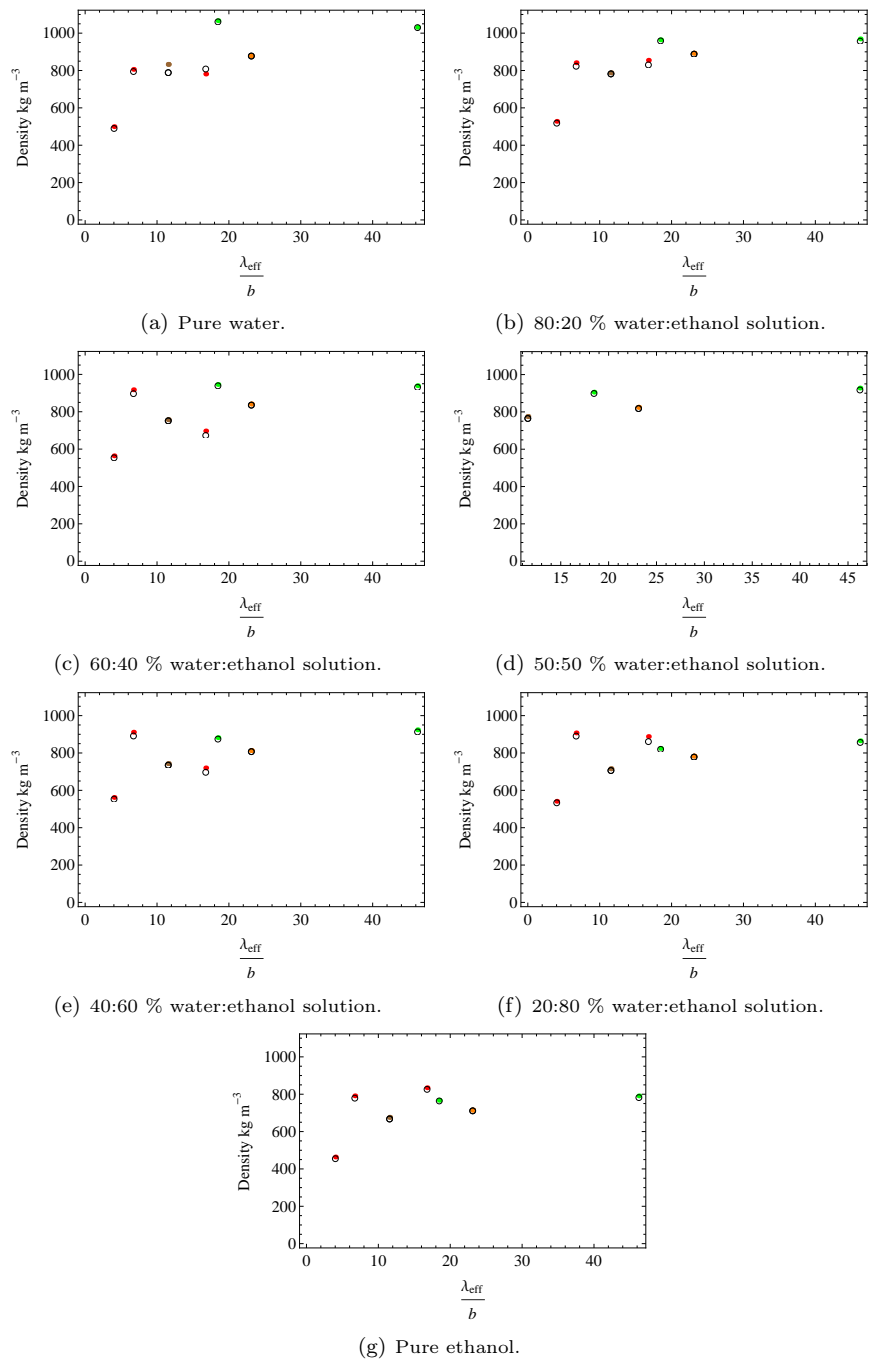 1000
800
600
400
200
0
Density kg m⁻³
0 10 20 30 40
λeff
b
(a) Pure water.
1000
800
600
400
200
0
Density kg m⁻³
0 10 20 30 40
λeff
b
(b) 80:20 % water:ethanol solution.
1000
800
600
400
200
0
Density kg m⁻³
0 10 20 30 40
λeff
b
(c) 60:40 % water:ethanol solution.
1000
800
600
400
200
0
Density kg m⁻³
15 20 25 30 35 40 45
λeff
b
(d) 50:50 % water:ethanol solution.
1000
800
600
400
200
0
Density kg m⁻³
0 10 20 30 40
λeff
b
(e) 40:60 % water:ethanol solution.
1000
800
600
400
200
0
Density kg m⁻³
0 10 20 30 40
λeff
b
(f) 20:80 % water:ethanol solution.
1000
800
600
400
200
0
Density kg m⁻³
0 10 20 30 40
λeff
b
(g) Pure ethanol.